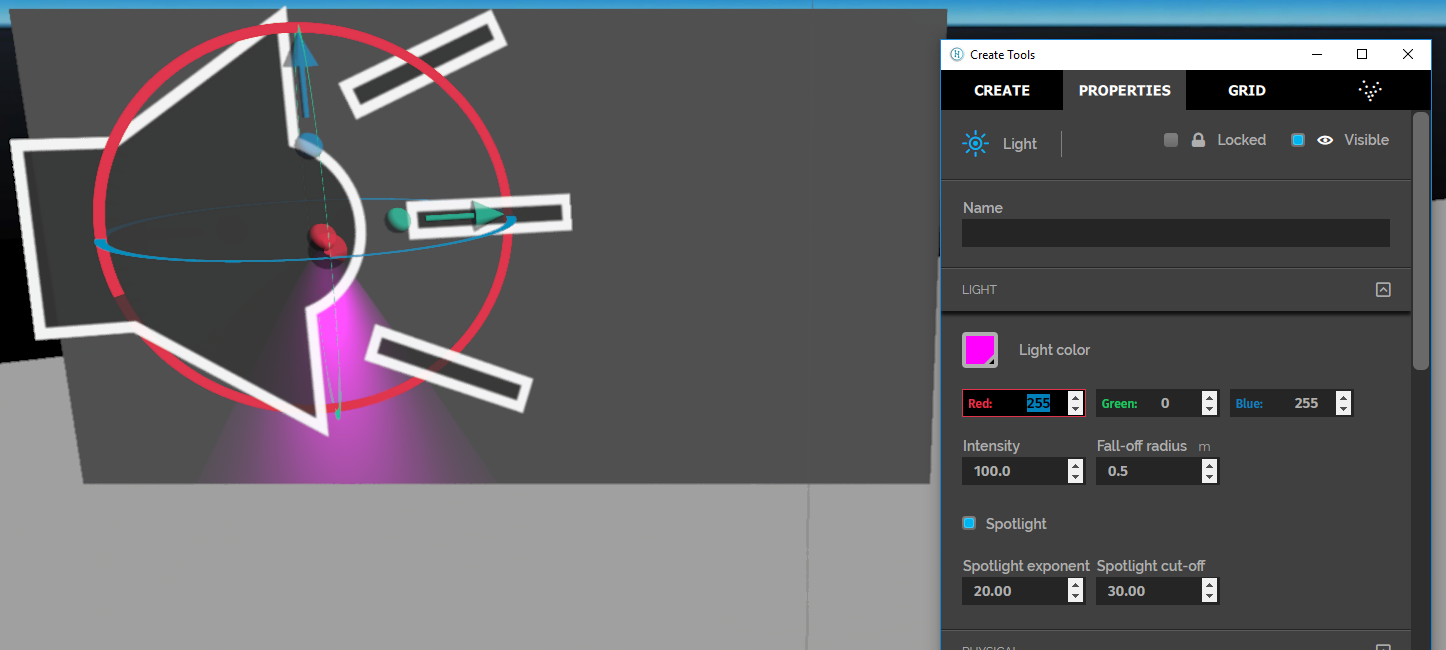 Create Tools
CREATE PROPERTIES GRID
Light Locked Visible
Name
LIGHT
Light color
Red: 255 Green: 0 Blue: 255
Intensity Fall-off radius m
100.0 0.5
Spotlight
Spotlight exponent Spotlight cut-off
20.00 30.00
PHYSICAL